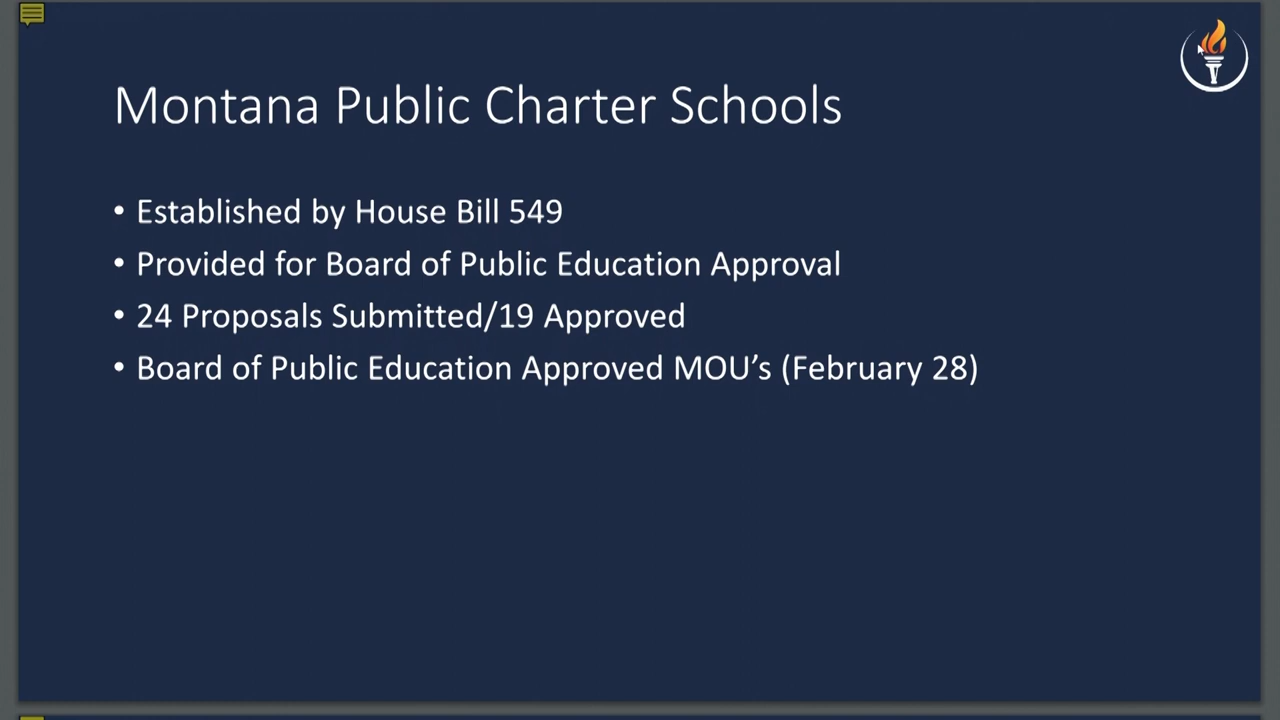 Montana Public Charter Schools
• Established by House Bill 549
• Provided for Board of Public Education Approval
• 24 Proposals Submitted/19 Approved
• Board of Public Education Approved MOU’s (February 28)